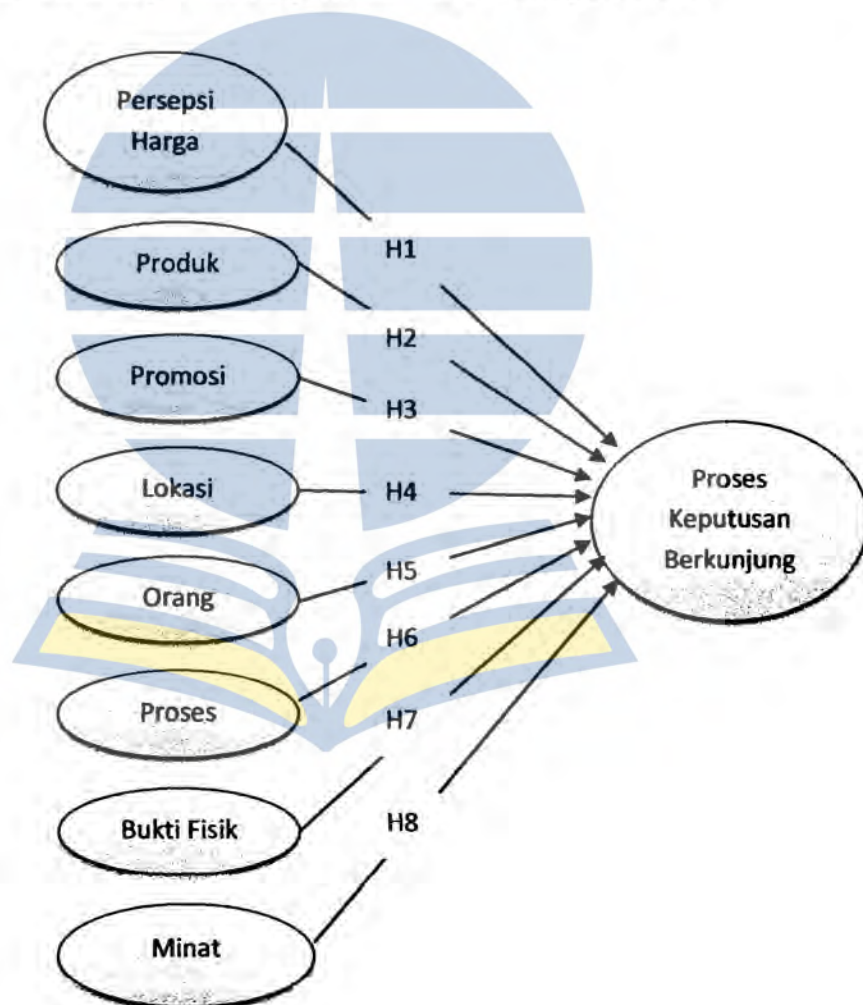 Persepsi
Harga
H1
Produk
H2
Promosi
H3
Lokasi
H4
Proses
Keputusan
Berkunjung
Orang
H5
H6
Proses
H7
Bukti Fisik
H8
Minat